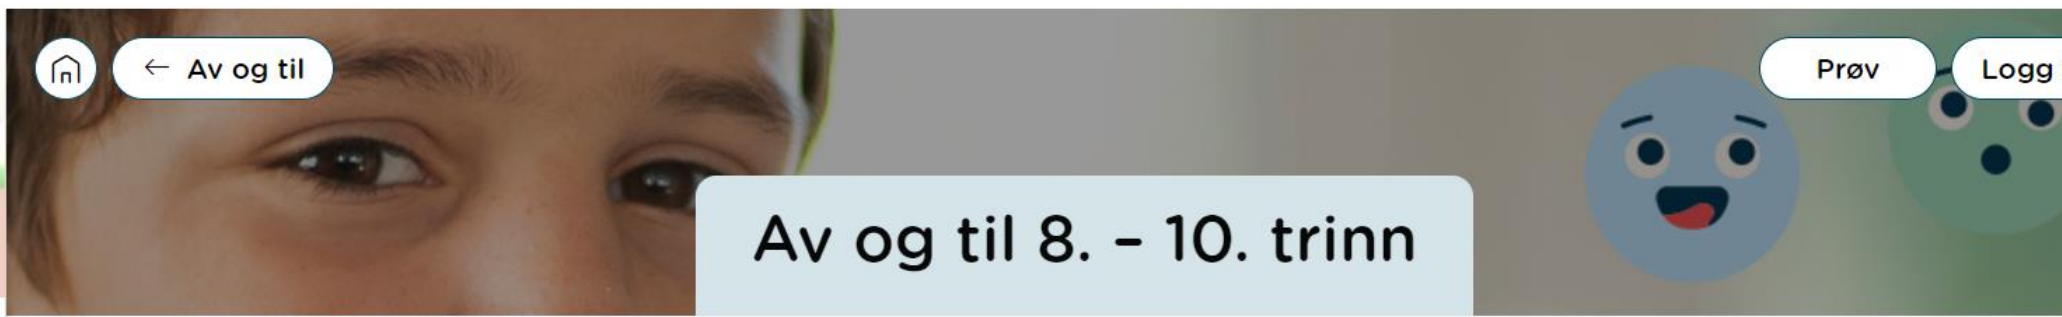 Av og til
Prøv
Logg
Av og til 8. – 10. trinn